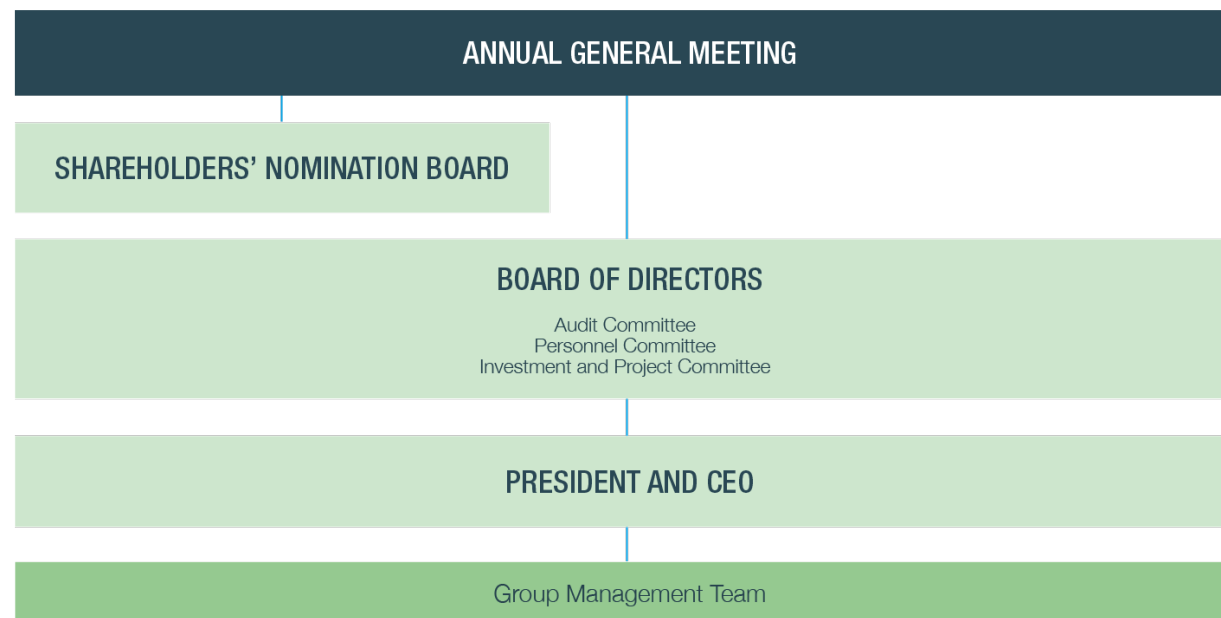 ANNUAL GENERAL MEETING
SHAREHOLDERS’ NOMINATION BOARD
BOARD OF DIRECTORS
Audit Committee
Personnel Committee
Investment and Project Committee
PRESIDENT AND CEO
Group Management Team